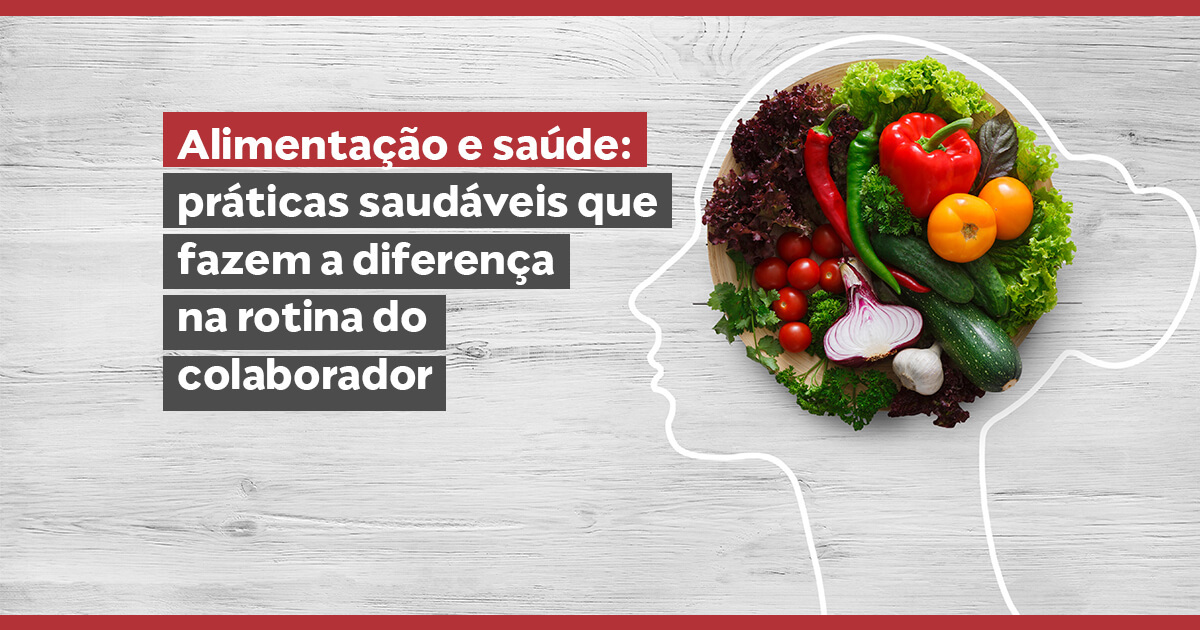 Alimentação e saúde:
práticas saudáveis que
fazem a diferença
na rotina do
colaborador